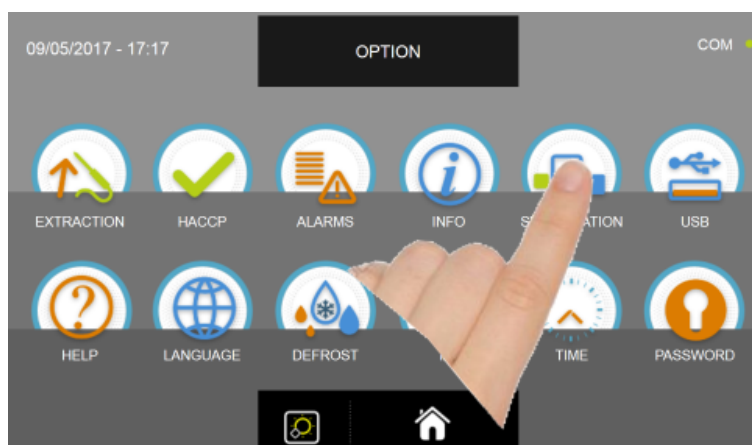 09/05/2017 - 17:17
OPTION
COM
EXTRACTION
HACCP
ALARMS
INFO
USB
HELP
LANGUAGE
DEFROST
TIME
PASSWORD